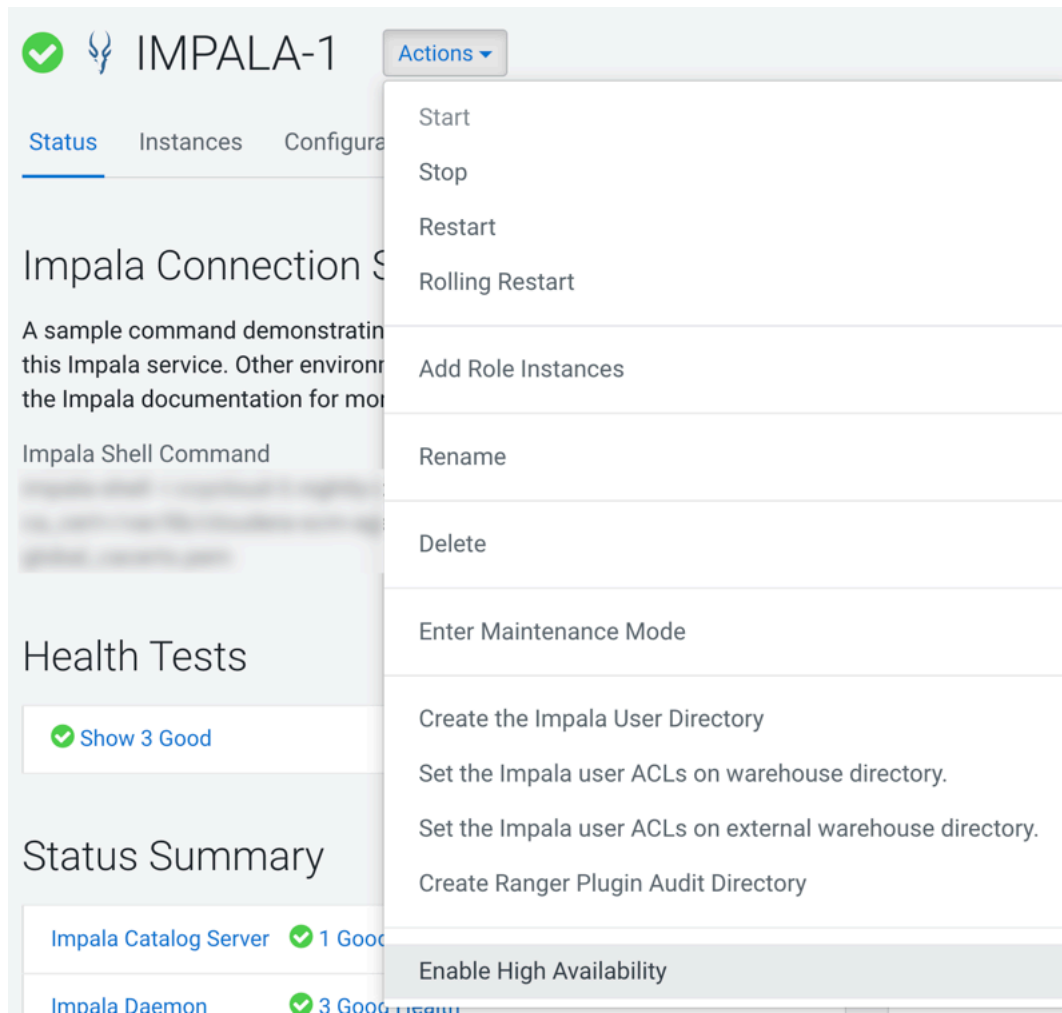 IMPALA-1
Actions
Status Instances Configura
Start
Stop
Restart
Rolling Restart
Add Role Instances
Rename
Delete
Enter Maintenance Mode
Create the Impala User Directory
Set the Impala user ACLs on warehouse directory.
Set the Impala user ACLs on external warehouse directory.
Create Ranger Plugin Audit Directory
Enable High Availability
Impala Connection S
A sample command demonstratin
this Impala service. Other environ
the Impala documentation for mo
Impala Shell Command
Health Tests
Show 3 Good
Status Summary
Impala Catalog Server 1 Good
Impala Daemon 3 Good Health